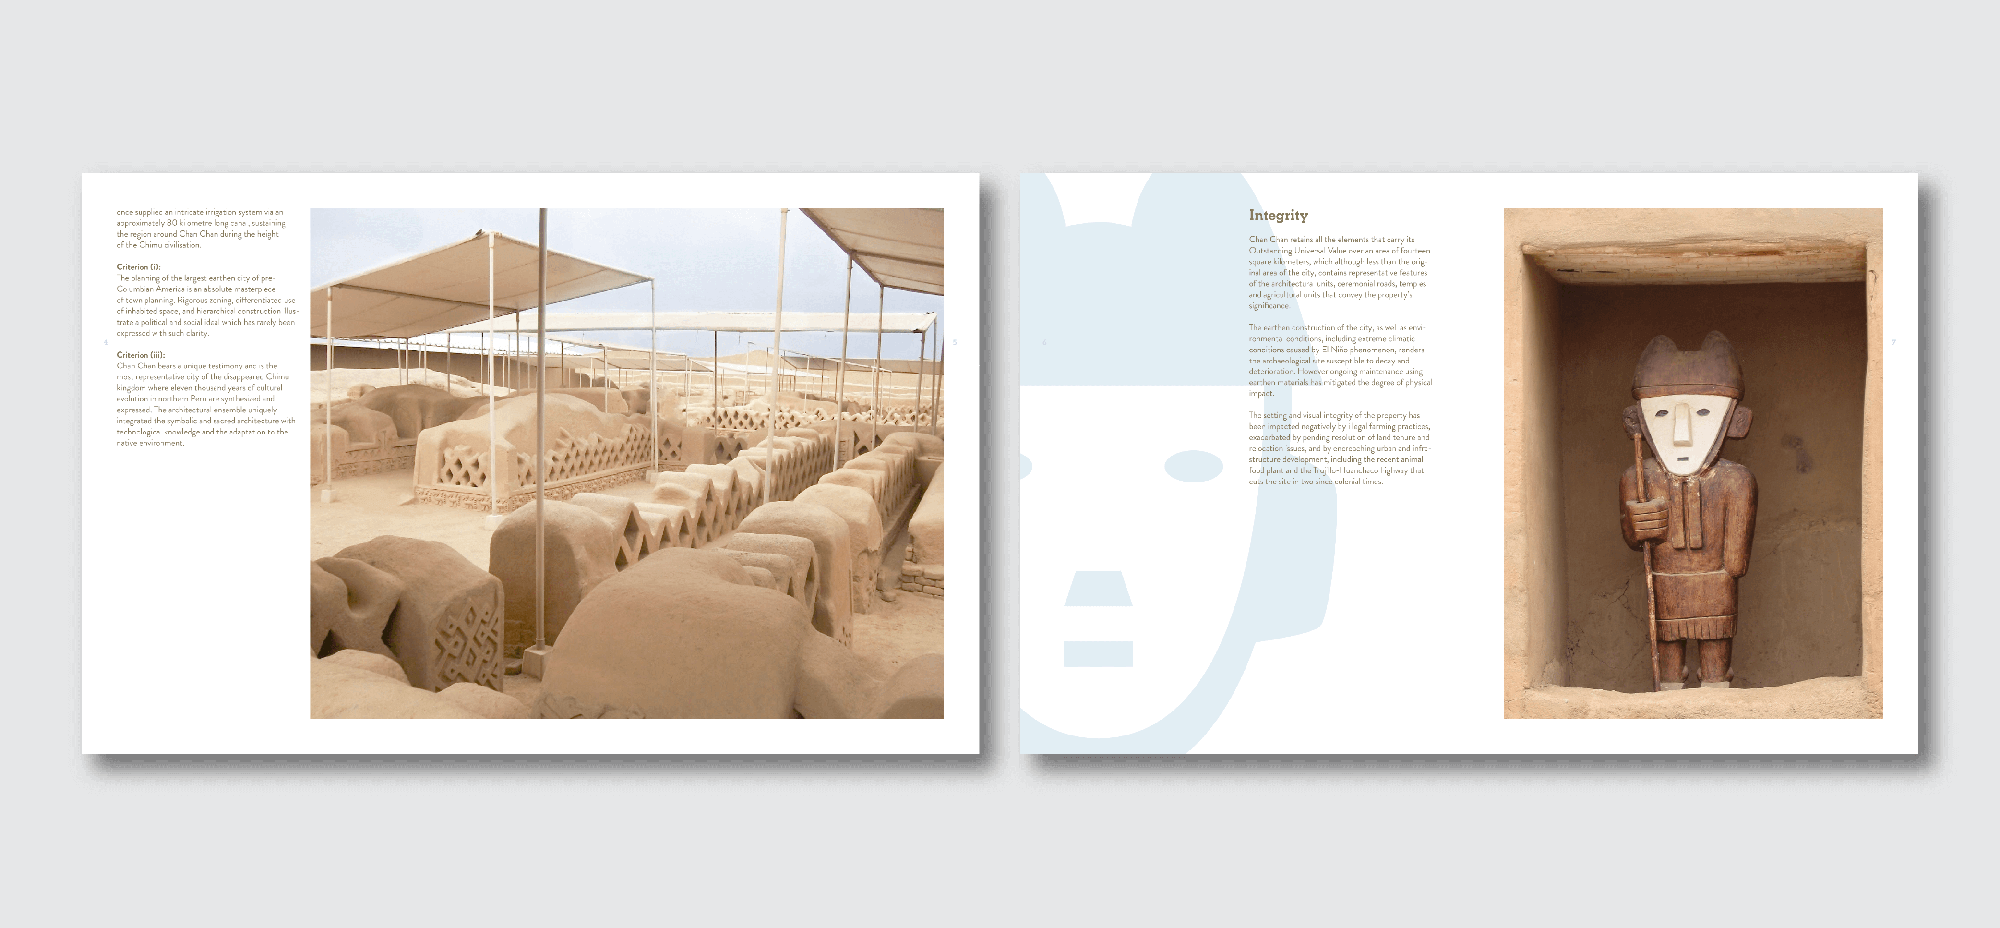 once supplied an intricate irrigation system via an
approximately 80 kilometre long canal, sustaining
the region around Chan Chan during the height
of the Chimu civilisation.
Criterion (i):
The planning of the largest earthen city of pre-
Columbian America is an absolute masterpiece
of town planning. Rigorous zoning, differentiated use
of inhabited space, and hierarchical construction illus-
trate a political and social ideal which has rarely been
expressed with such clarity.
Criterion (iii):
Chan Chan bears a unique testimony and is the
most representative city of the disappeared Chimu
kingdom where eleven thousand years of cultural
evolution in northern Peru are synthesized and
expressed. The architectural ensemble uniquely
integrated the symbolic and sacred architecture with
technological knowledge and the adaptation to the
native environment.
4
5
Integrity
Chan Chan retains all the elements that carry its
Outstanding Universal Value over an area of fourteen
square kilometers, which although less than the orig-
inal area of the city, contains representative features
of the architectural units, ceremonial roads, temples
and agricultural units that convey the property's
significance.
The earthen construction of the city, as well as envi-
ronmental conditions, including extreme climatic
conditions caused by El Niño phenomenon, renders
the archaeological site susceptible to decay and
deterioration. However ongoing maintenance using
earthen materials has mitigated the degree of physical
impact.
The setting and visual integrity of the property has
been impacted negatively by illegal farming practices,
exacerbated by pending resolution of land tenure and
relocation issues, and by encroaching urban and infra-
structure development, including the recent animal
food plant and the Trujillo-Huanchaco highway that
cuts the site in two since colonial times.
7